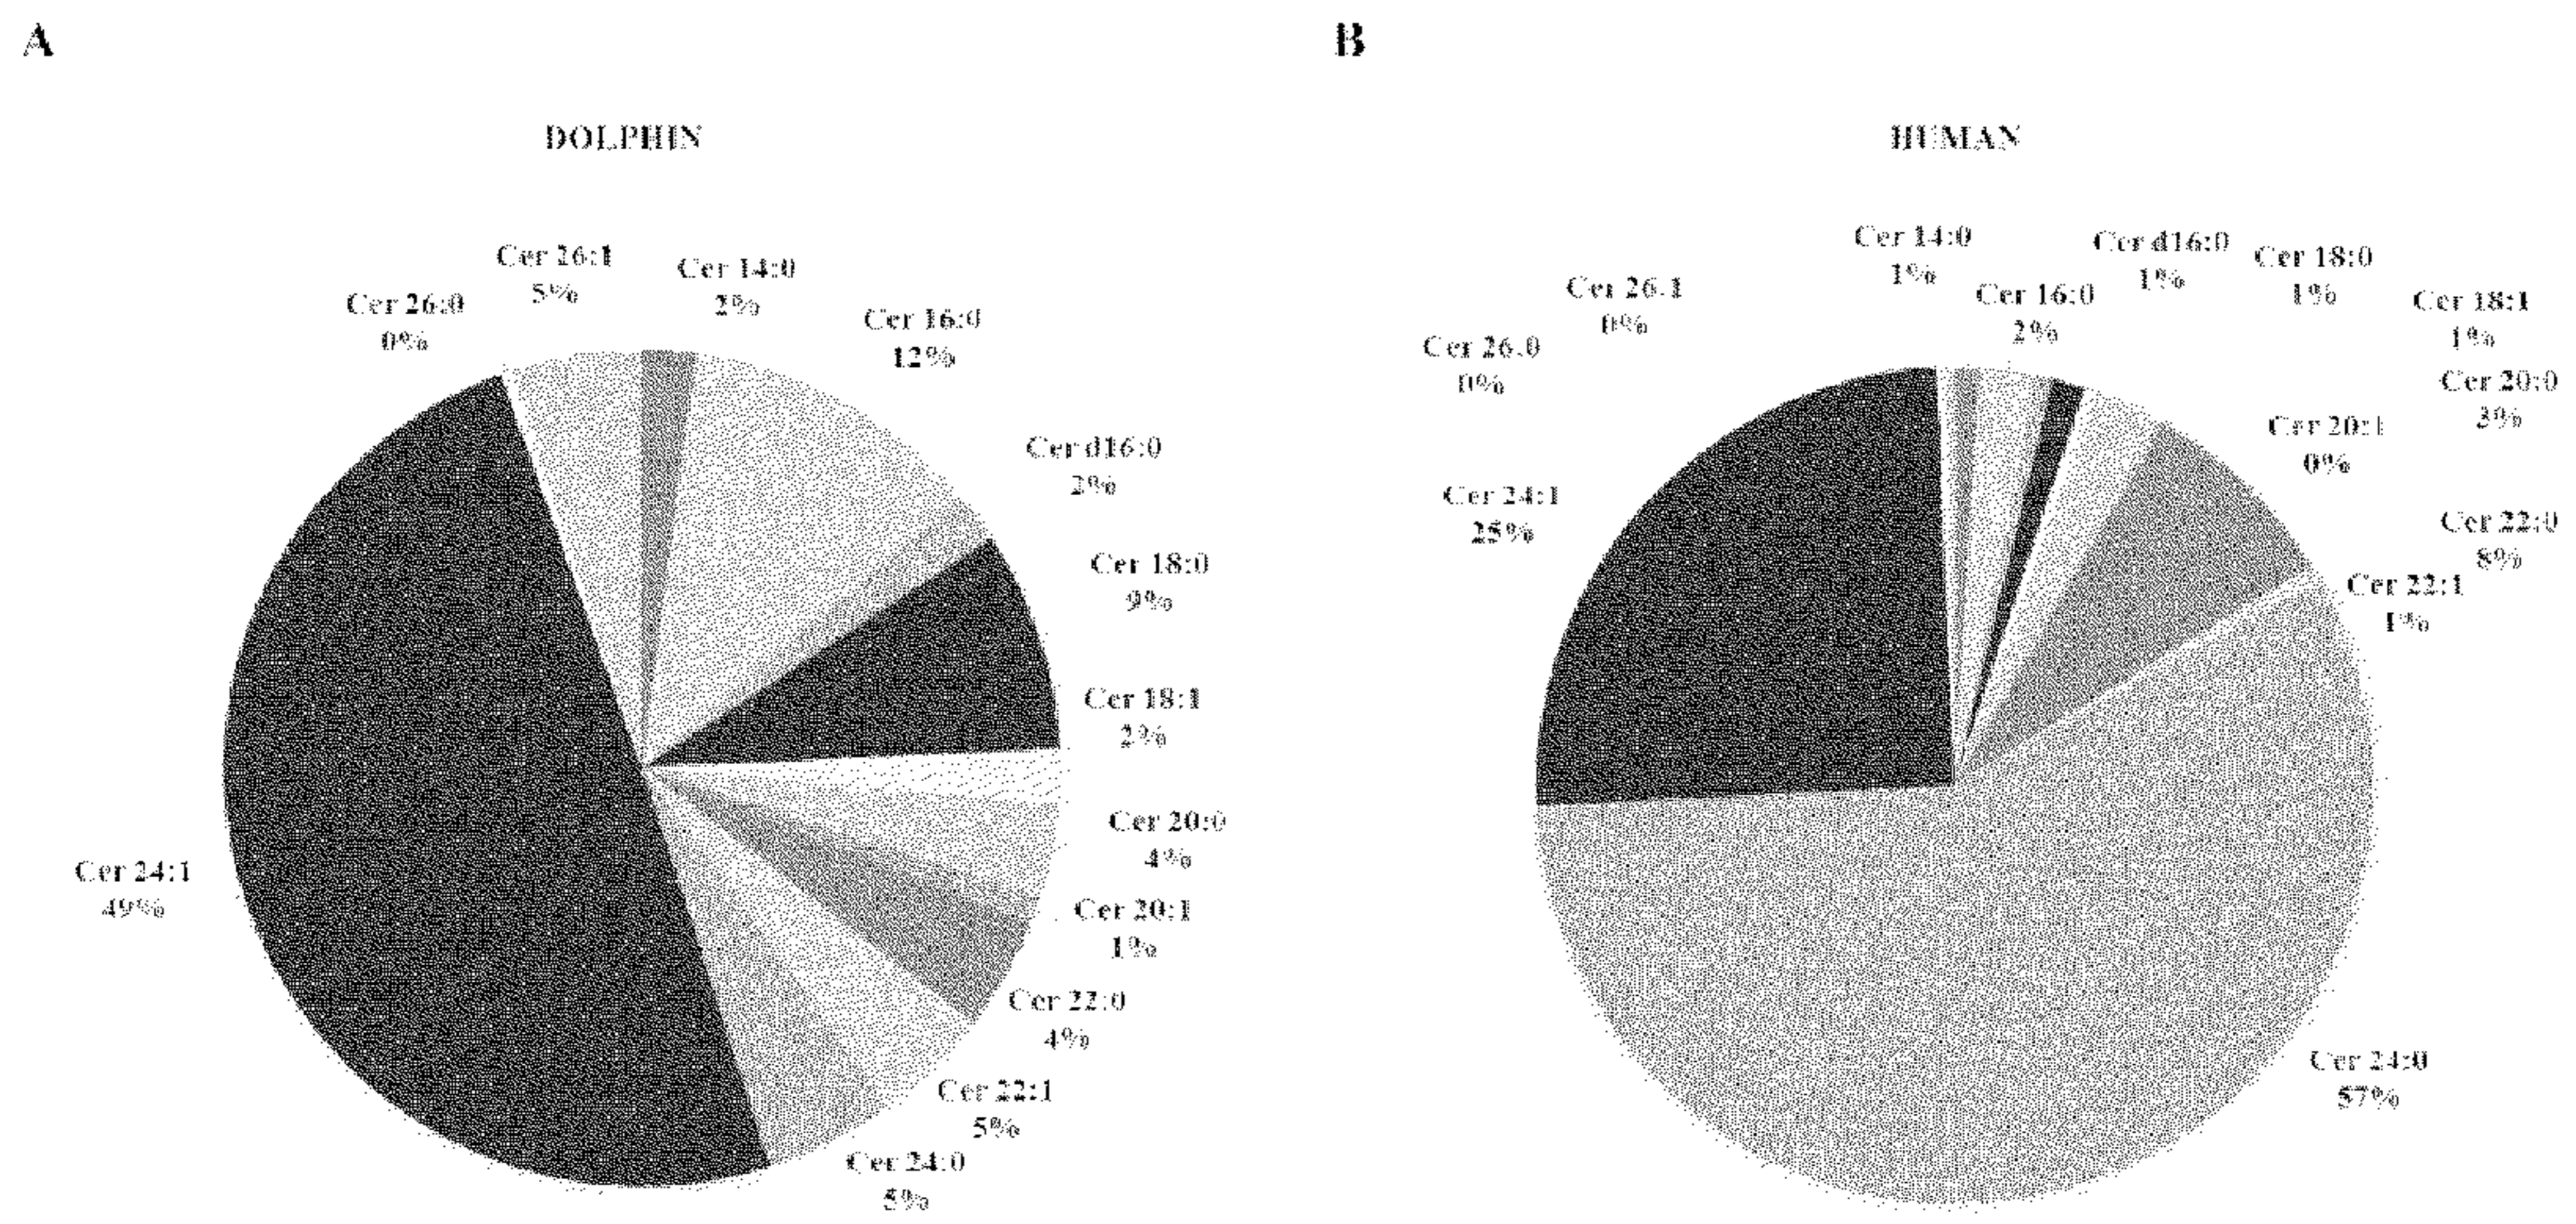 A
DOLPHIN
Cer 26:1
5%
Cer 14:0
2%
Cer 26:0
0%
Cer 16:0
12%
Cer d16:0
2%
Cer 18:0
9%
Cer 18:1
2%
Cer 20:0
4%
Cer 20:1
1%
Cer 22:0
4%
Cer 22:1
5%
Cer 24:0
5%
Cer 24:1
49%
B
HUMAN
Cer 14:0
1%
Cer 16:0
2%
Cer d16:0
1%
Cer 18:0
1%
Cer 18:1
1%
Cer 20:0
3%
Cer 20:1
0%
Cer 22:0
8%
Cer 22:1
1%
Cer 24:0
57%
Cer 24:1
25%
Cer 26:0
0%
Cer 26:1
0%